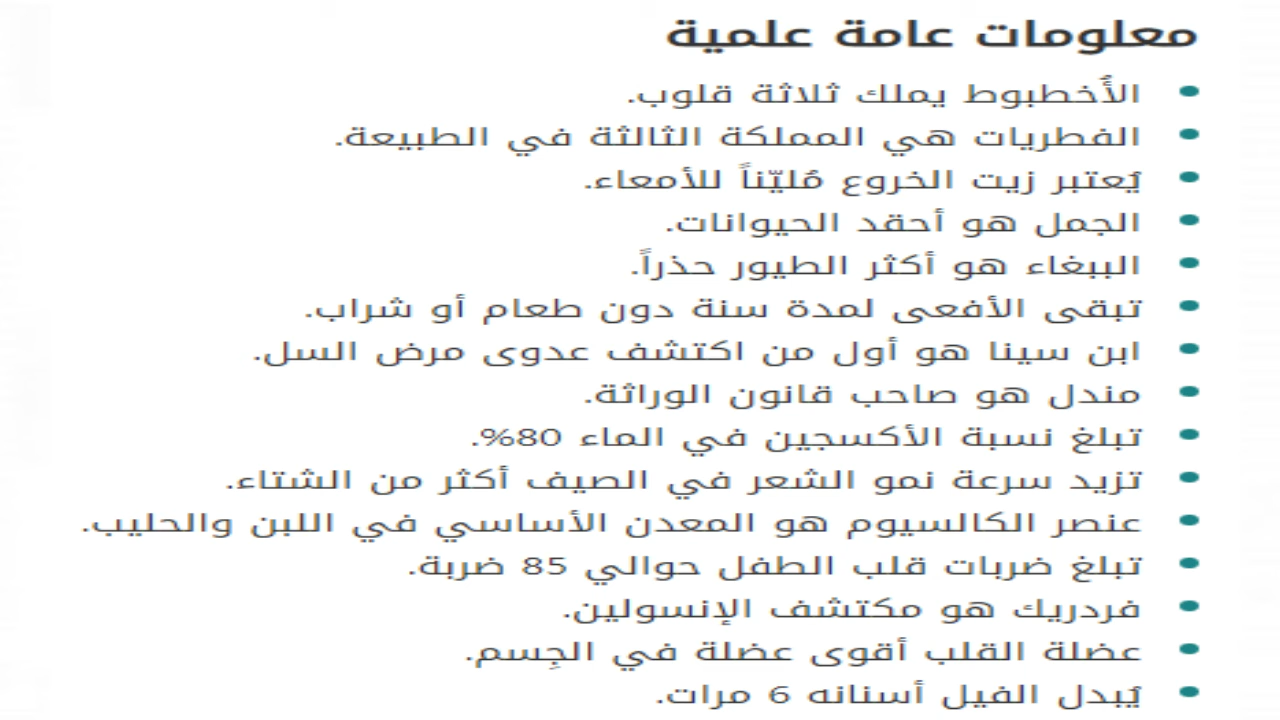 معلومات عامة علمية
الأُخطبوط يملك ثلاثة قلوب.
الفطريات هي المملكة الثالثة في الطبيعة.
يُعتبر زيت الخروع مُليّناً للأمعاء.
الجمل هو أحقد الحيوانات.
الببغاء هو أكثر الطيور حذراً.
تبقى الأفعى لمدة سنة دون طعام أو شراب.
ابن سينا هو أول من اكتشف عدوى مرض السل.
مندل هو صاحب قانون الوراثة.
تبلغ نسبة الأكسجين في الماء 80%.
تزيد سرعة نمو الشعر في الصيف أكثر من الشتاء.
عنصر الكالسيوم هو المعدن الأساسي في اللبن والحليب.
تبلغ ضربات قلب الطفل حوالي 85 ضربة.
فردريك هو مكتشف الإنسولين.
عضلة القلب أقوى عضلة في الجِسم.
يُبدل الفيل أسنانه 6 مرات.